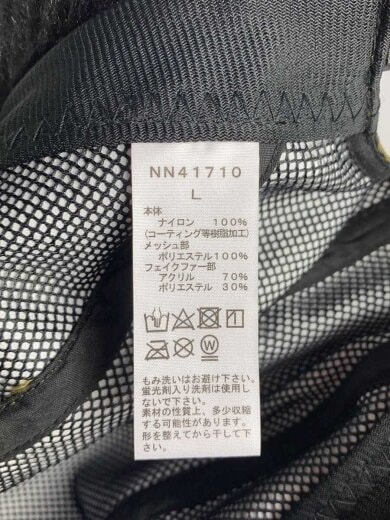 NN41710
L
本体
ナイロン 100%
(コーティング等樹脂加工)
メッシュ部
ポリエステル100%
フェイクファー部
アクリル 70%
ポリエステル 30%
W
もみ洗いはお避け下さい。
蛍光剤入り洗剤は使用し
ないで下さい。
素材の性質上、多少収縮
する可能性があります。
形を整えてから干して下
さい。